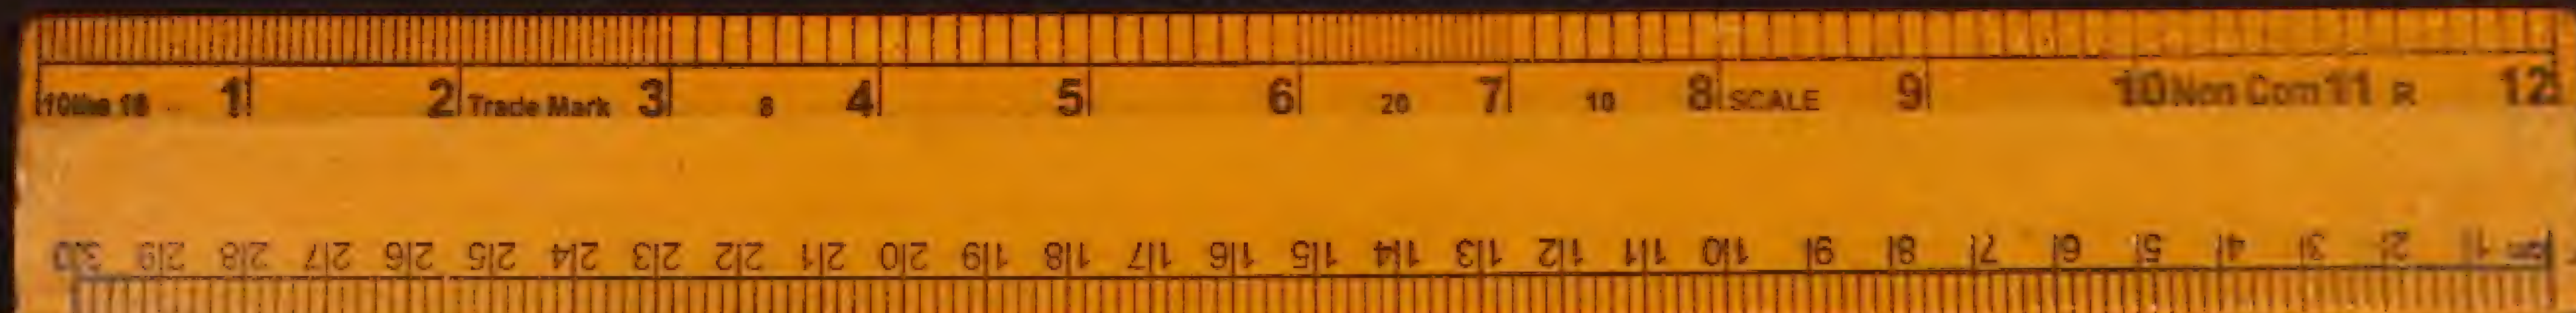 10ths 16 1 2 Trade Mark 3 8 4 5 6 20 7 10 8 SCALE 9 10 Non Com 11 R 12
cm 1 2 3 4 5 6 7 8 9 10 11 12 13 14 15 16 17 18 19 20 21 22 23 24 25 26 27 28 29 30